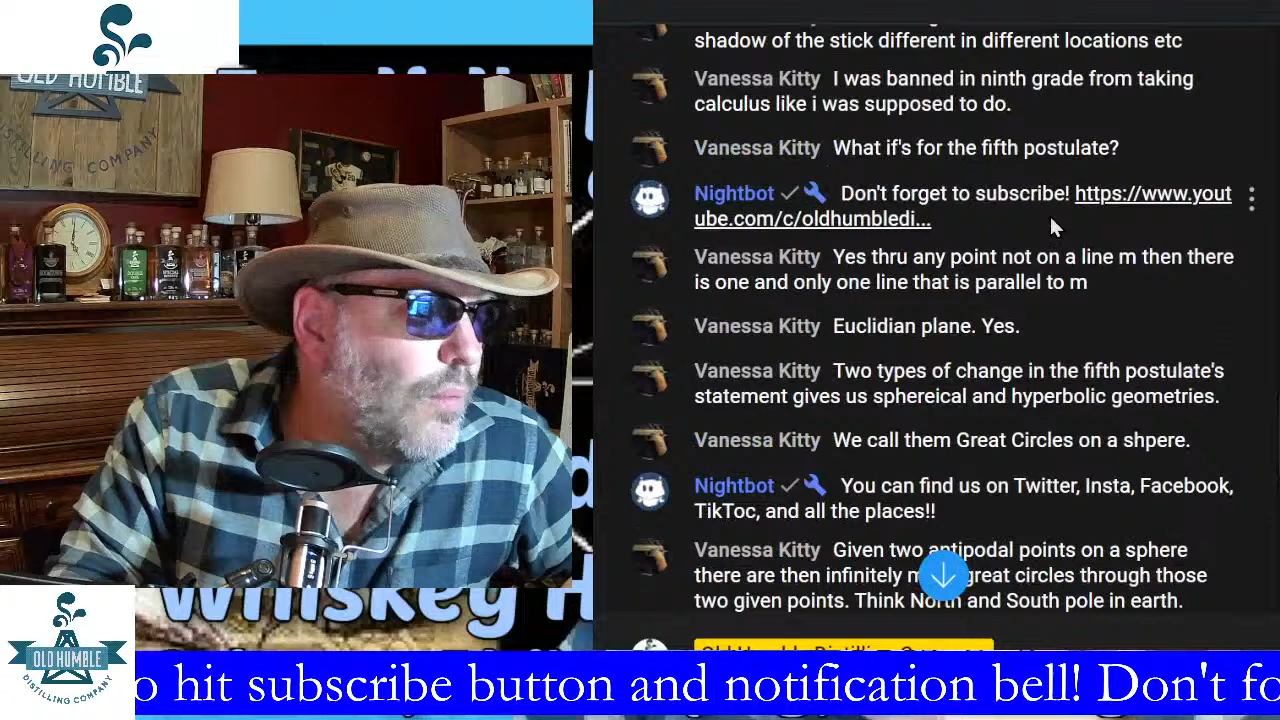 OLD HUMBLE
DISTILLING COMPANY
shadow of the stick different in different locations etc
Vanessa Kitty I was banned in ninth grade from taking
calculus like i was supposed to do.
Vanessa Kitty What if's for the fifth postulate?
Nightbot Don't forget to subscribe! https://www.yout
ube.com/c/oldhumbledi...
Vanessa Kitty Yes thru any point not on a line m then there
is one and only one line that is parallel to m
Vanessa Kitty Euclidian plane. Yes.
Vanessa Kitty Two types of change in the fifth postulate's
statement gives us sphereical and hyperbolic geometries.
Vanessa Kitty We call them Great Circles on a shpere.
Nightbot You can find us on Twitter, Insta, Facebook,
TikToc, and all the places!!
Vanessa Kitty Given two antipodal points on a sphere
there are then infinitely great circles through those
two given points. Think North and South pole in earth.
Whiskey H
OLD HUMBLE
DISTILLING COMPANY
o hit subscribe button and notification bell! Don't fo